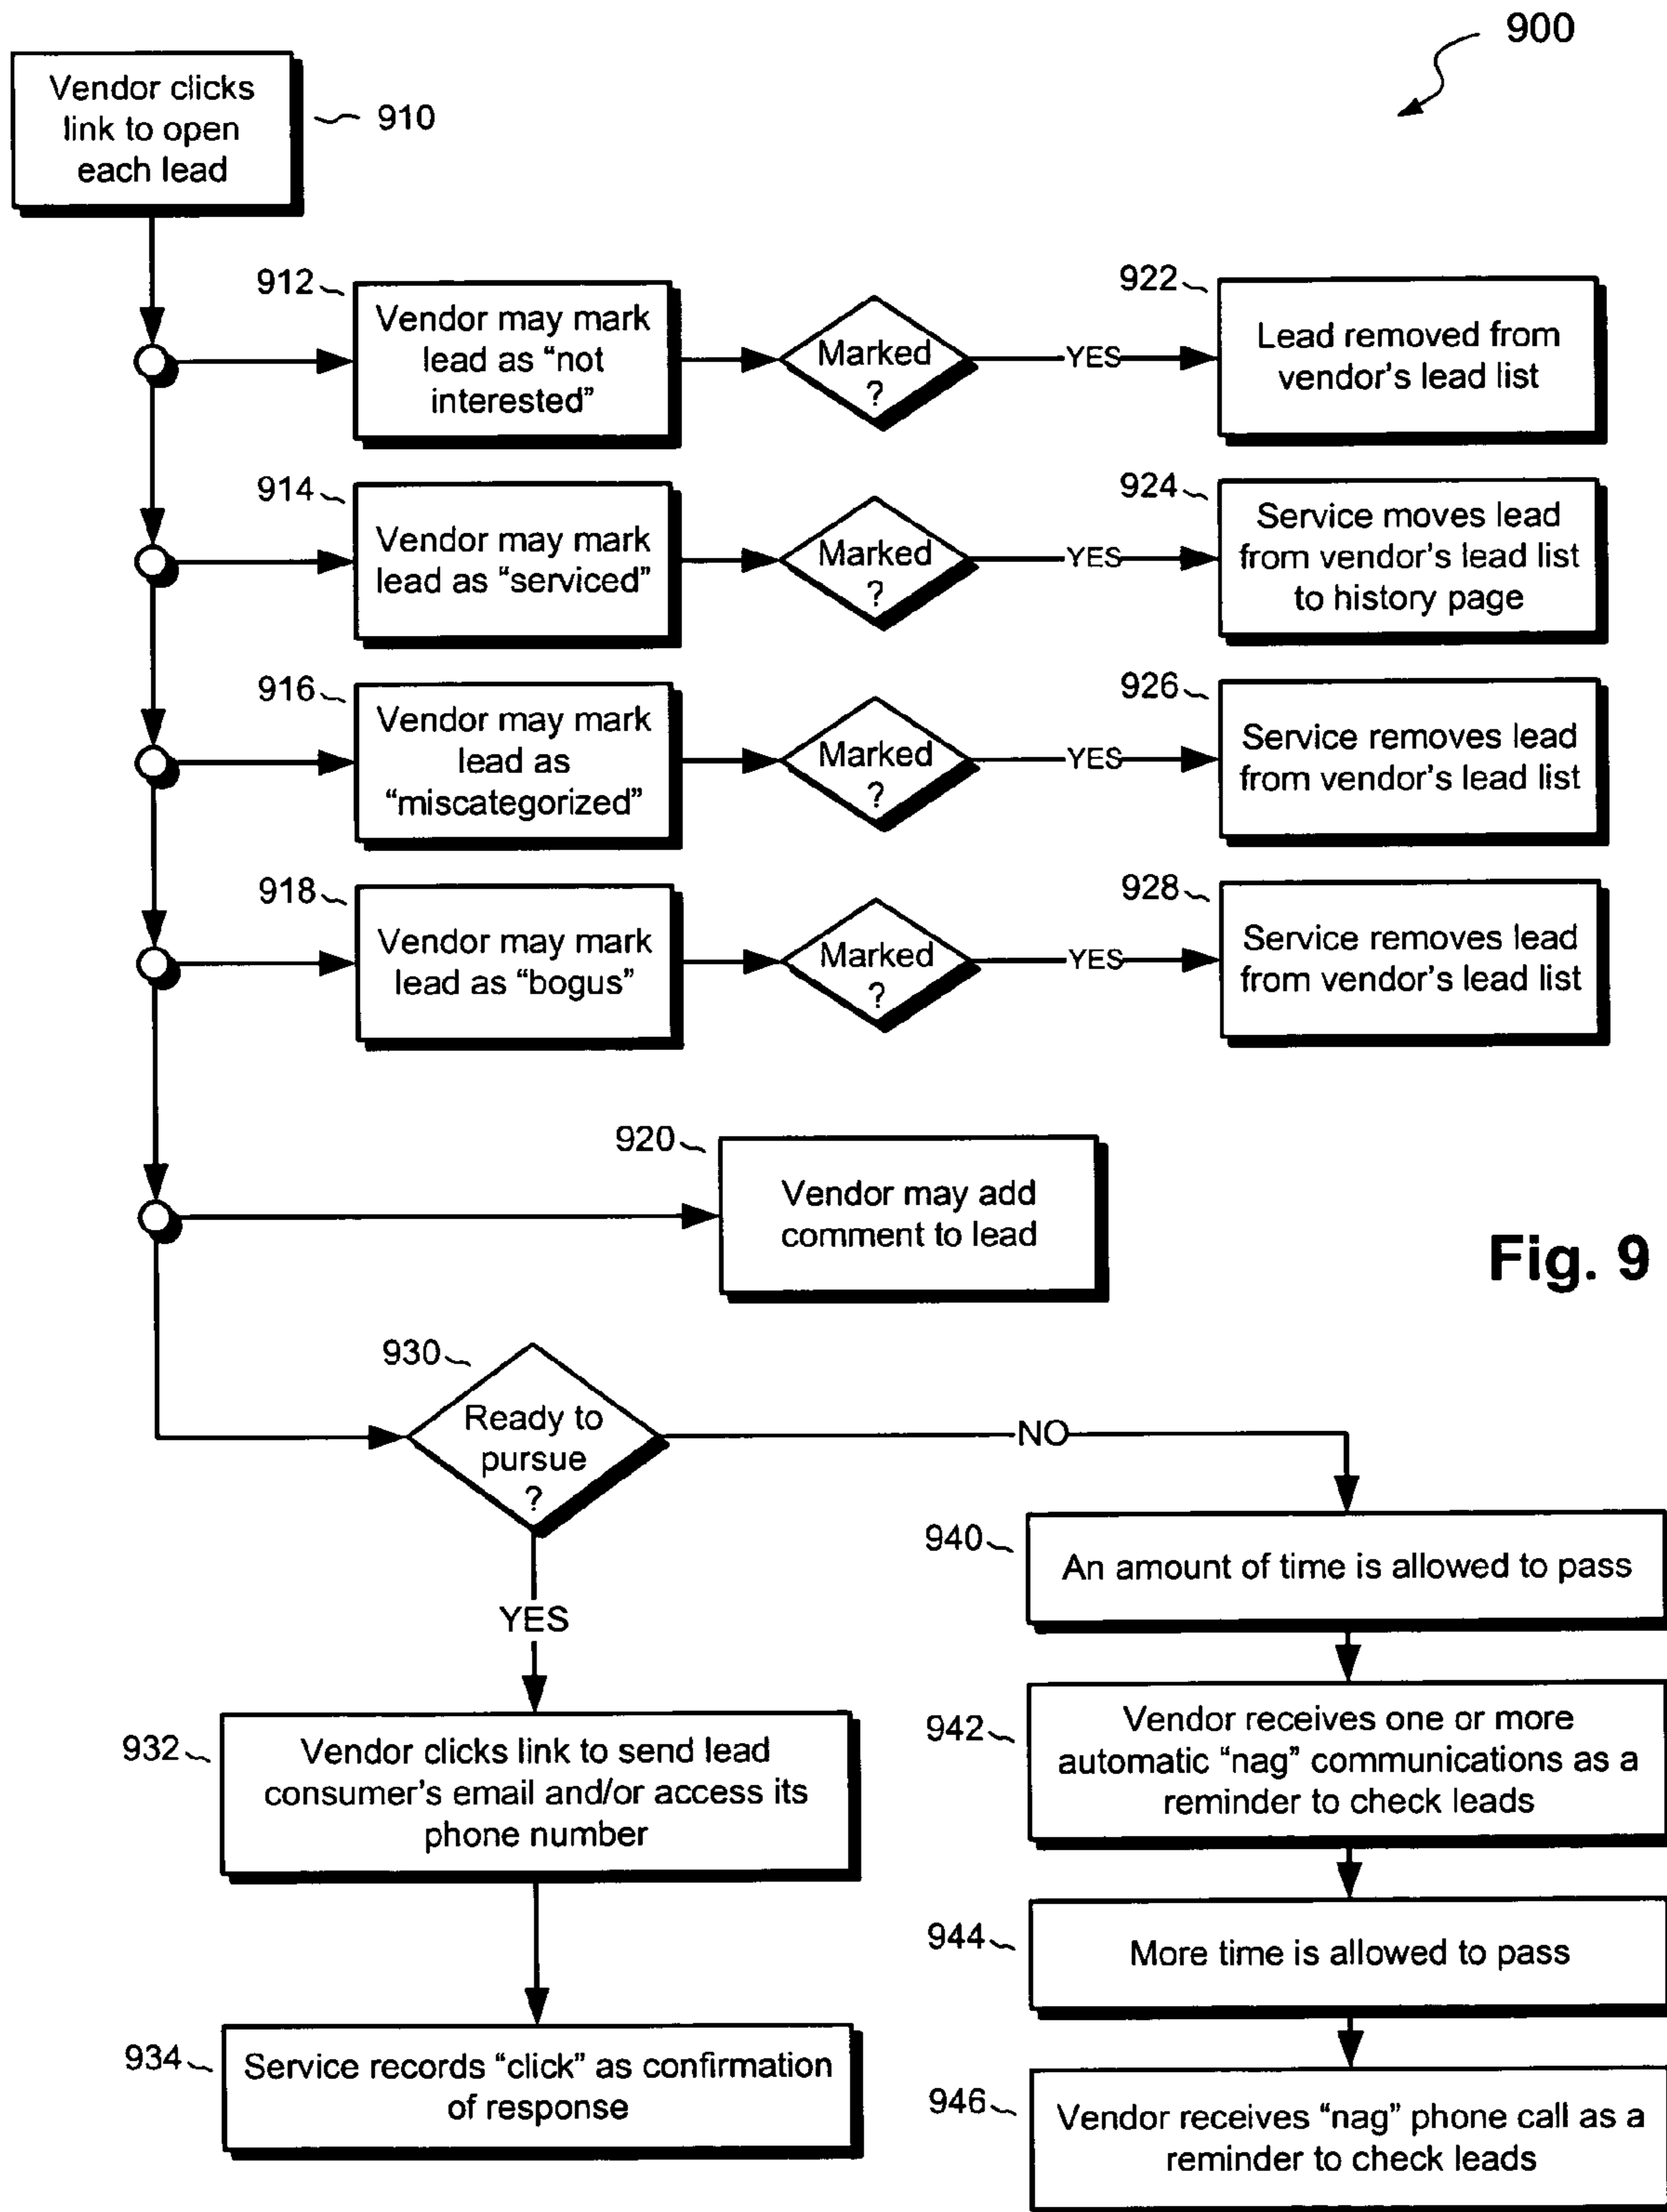 900
Vendor clicks
link to open
each lead
910
912
Vendor may mark
lead as “not
interested”
Marked
?
YES
922
Lead removed from
vendor’s lead list
914
Vendor may mark
lead as “serviced”
Marked
?
YES
924
Service moves lead
from vendor’s lead list
to history page
916
Vendor may mark
lead as
“miscategorized”
Marked
?
YES
926
Service removes lead
from vendor’s lead list
918
Vendor may mark
lead as “bogus”
Marked
?
YES
928
Service removes lead
from vendor’s lead list
920
Vendor may add
comment to lead
Fig. 9
930
Ready to
pursue
?
NO
YES
932
Vendor clicks link to send lead
consumer’s email and/or access its
phone number
934
Service records “click” as confirmation
of response
940
An amount of time is allowed to pass
942
Vendor receives one or more
automatic “nag” communications as a
reminder to check leads
944
More time is allowed to pass
946
Vendor receives “nag” phone call as a
reminder to check leads